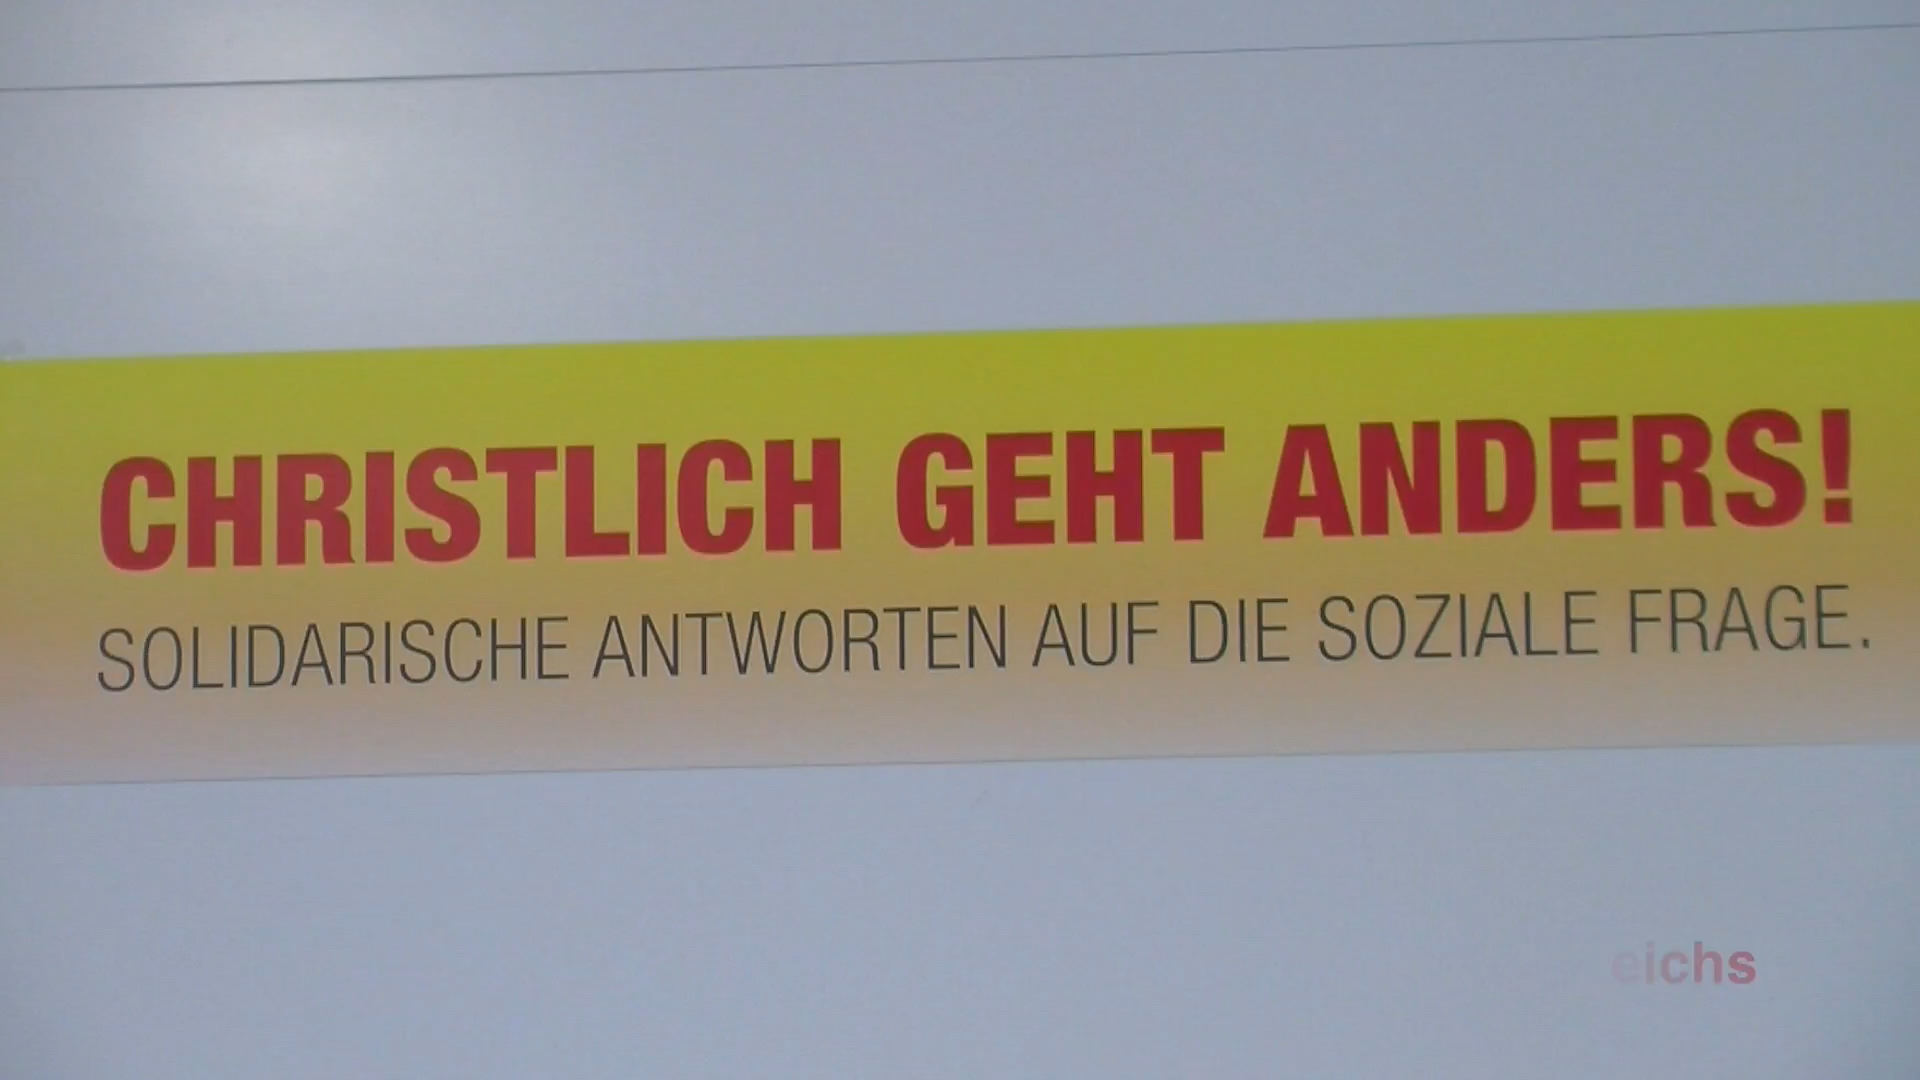 CHRISTLICH GEHT ANDERS!
SOLIDARISCHE ANTWORTEN AUF DIE SOZIALE FRAGE.
eichs